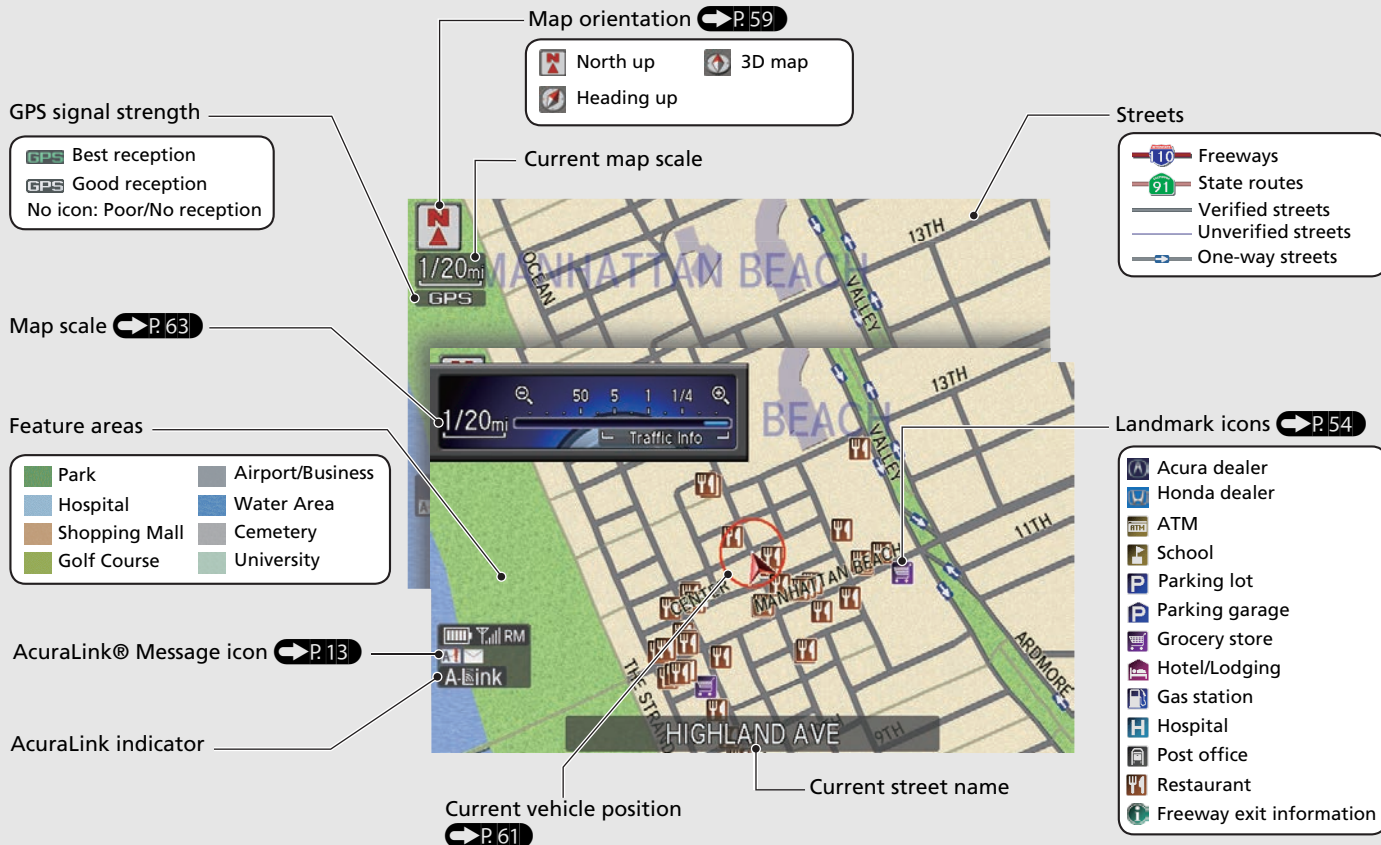 Map orientation P. 59
N North up 3D map
Heading up
GPS signal strength
GPS Best reception
GPS Good reception
No icon: Poor/No reception
Current map scale
Streets
110 Freeways
91 State routes
Verified streets
Unverified streets
One-way streets
N
1/20mi
GPS
MANHATTAN BEACH
OCEAN
VALLEY
13TH
Map scale P. 63
1/20mi
50 5 1 1/4
Traffic Info
BEACH
VALLEY
13TH
11TH
CENTER
MANHATTAN BEACH
THE STRAND
ARDMORE
9TH
RM
A-Link
HIGHLAND AVE
Feature areas
Park Airport/Business
Hospital Water Area
Shopping Mall Cemetery
Golf Course University
AcuraLink® Message icon P. 13
AcuraLink indicator
Current vehicle position
P. 61
Current street name
Landmark icons P. 54
Acura dealer
Honda dealer
ATM ATM
School
P Parking lot
P Parking garage
Grocery store
Hotel/Lodging
Gas station
H Hospital
Post office
Restaurant
i Freeway exit information